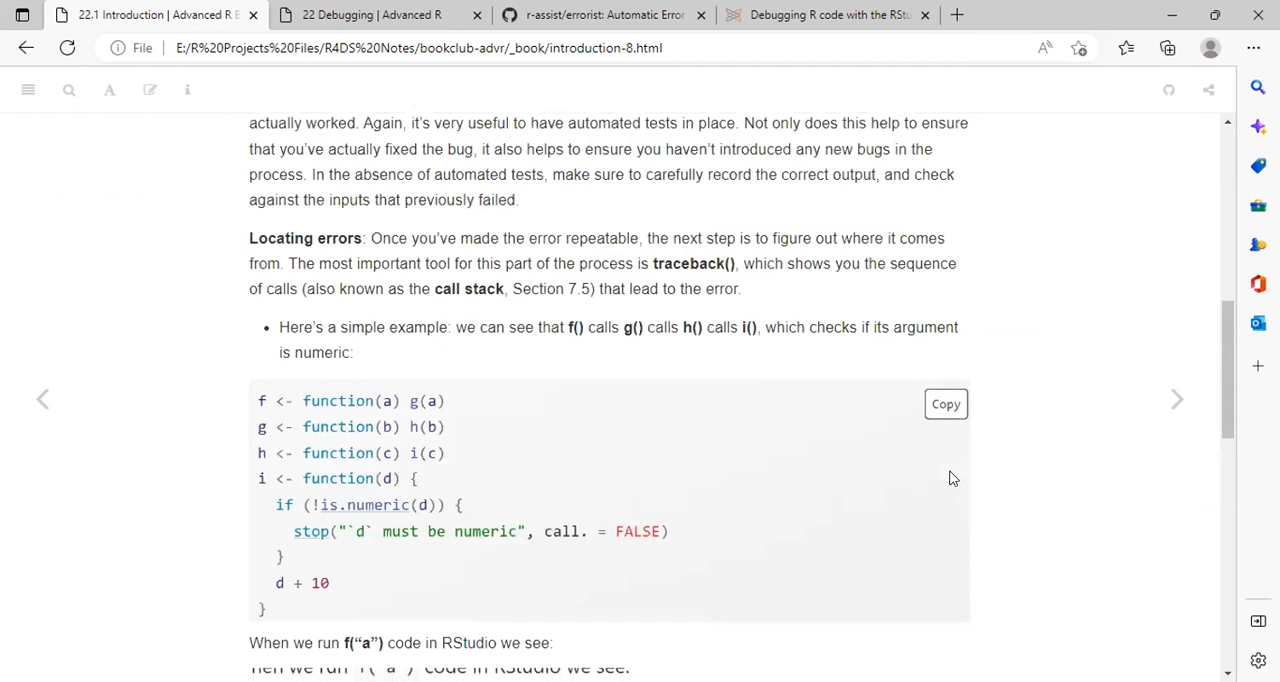 22.1 Introduction | Advanced R B
22 Debugging | Advanced R
r-assist/errorist: Automatic Error
Debugging R code with the RStu
File
E:/R%20Projects%20Files/R4DS%20Notes/bookclub-advr/_book/introduction-8.html
actually worked. Again, it's very useful to have automated tests in place. Not only does this help to ensure
that you've actually fixed the bug, it also helps to ensure you haven't introduced any new bugs in the
process. In the absence of automated tests, make sure to carefully record the correct output, and check
against the inputs that previously failed.
Locating errors: Once you've made the error repeatable, the next step is to figure out where it comes
from. The most important tool for this part of the process is traceback(), which shows you the sequence
of calls (also known as the call stack, Section 7.5) that lead to the error.
• Here's a simple example: we can see that f() calls g() calls h() calls i(), which checks if its argument
is numeric:
Copy
f <- function(a) g(a)
g <- function(b) h(b)
h <- function(c) i(c)
i <- function(d) {
if (!is.numeric(d)) {
stop("`d` must be numeric", call. = FALSE)
}
d + 10
}
When we run f("a") code in RStudio we see: